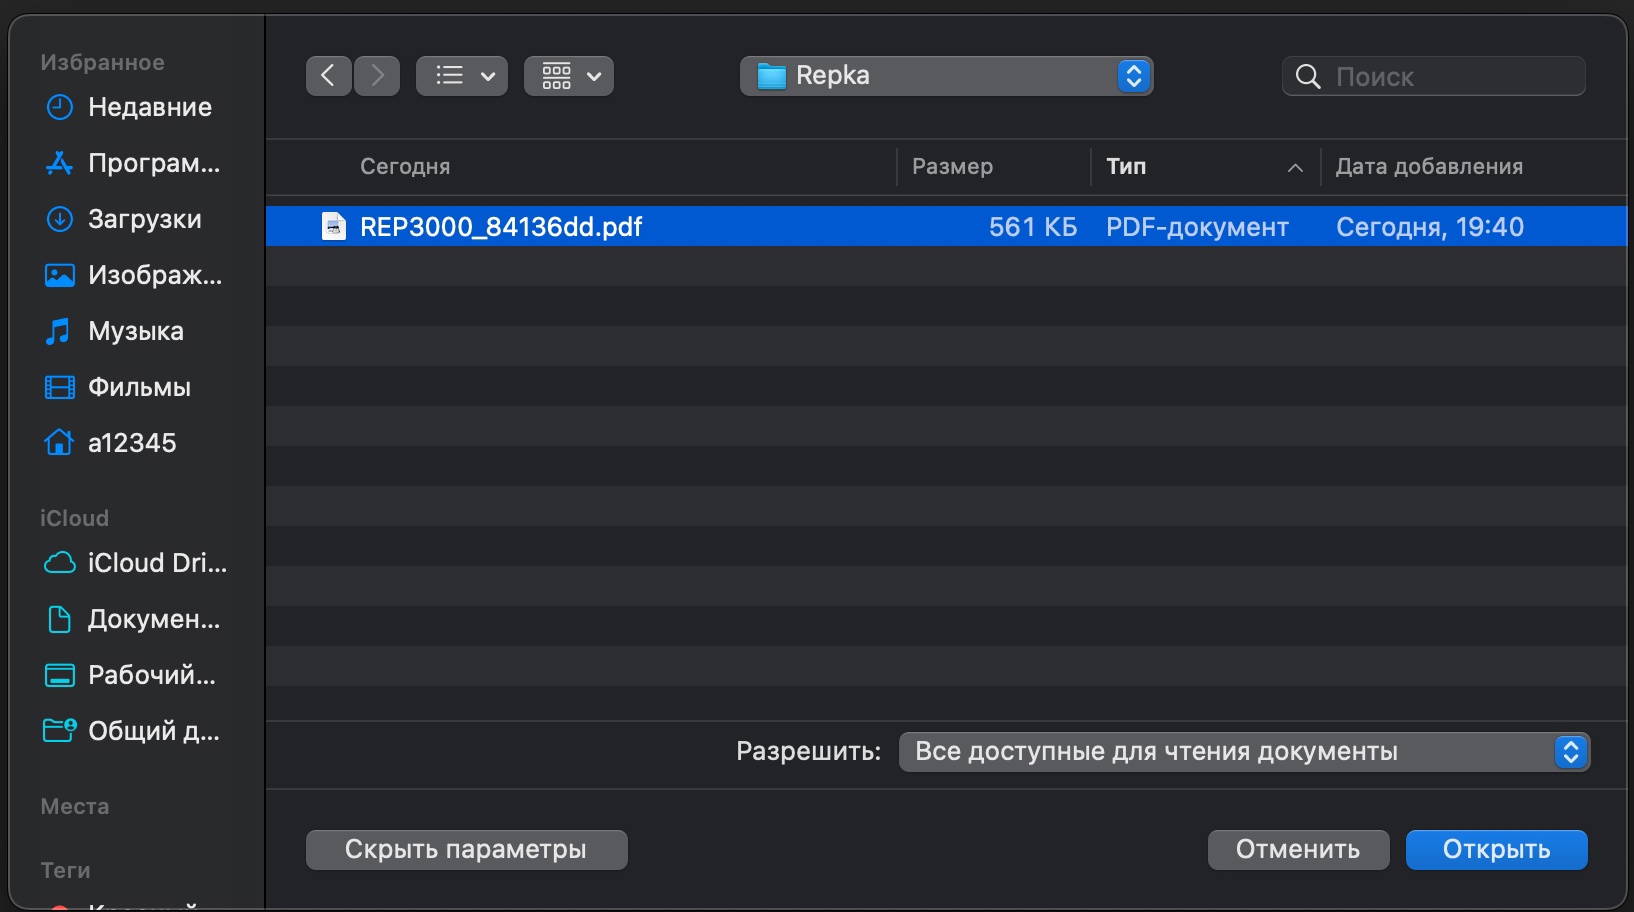 Избранное
Недавние
Програм...
Загрузки
Изображ...
Музыка
Фильмы
a12345
iCloud
iCloud Dri...
Докумен...
Рабочий...
Общий д...
Места
Теги
Repka
Поиск
Сегодня Размер Тип Дата добавления
REP3000_84136dd.pdf 561 КБ PDF-документ Сегодня, 19:40
Разрешить: Все доступные для чтения документы
Скрыть параметры Отменить Открыть